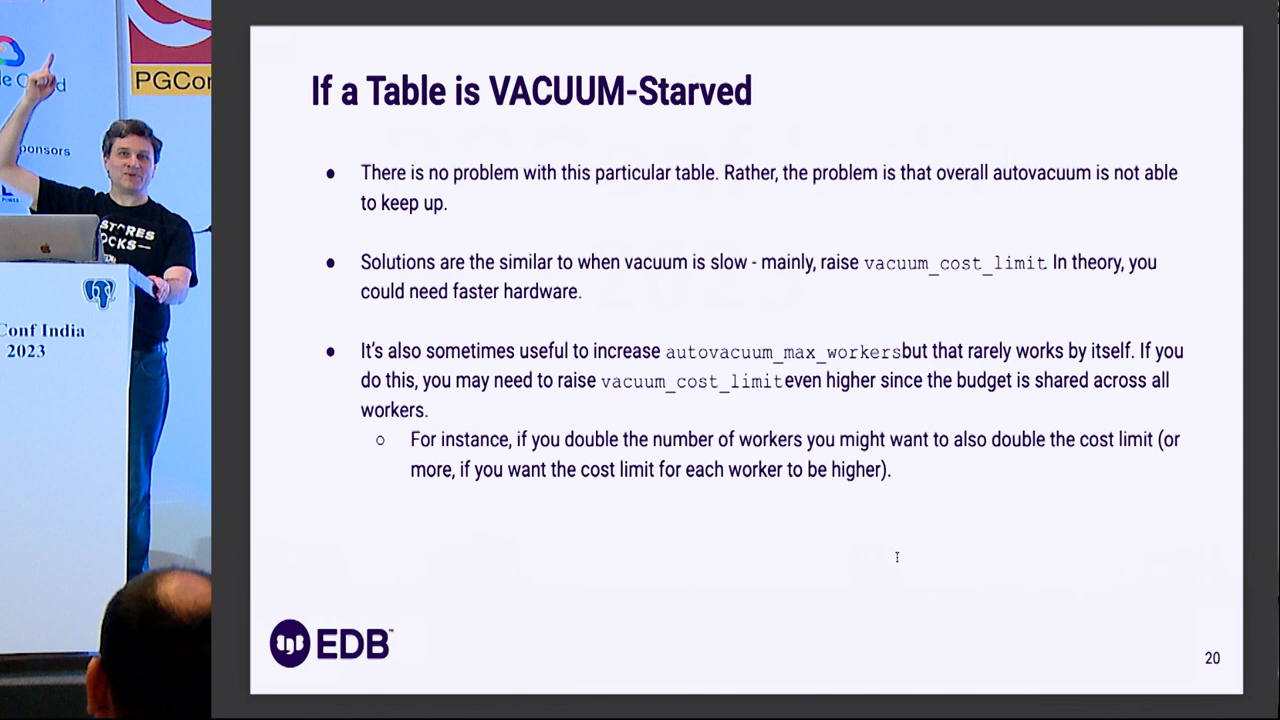 le Cloud
ponsors
PGCon
STORES
OCKS—
Conf India
2023
If a Table is VACUUM-Starved
● There is no problem with this particular table. Rather, the problem is that overall autovacuum is not able
to keep up.
● Solutions are the similar to when vacuum is slow - mainly, raise vacuum_cost_limit. In theory, you
could need faster hardware.
● It's also sometimes useful to increase autovacuum_max_workers but that rarely works by itself. If you
do this, you may need to raise vacuum_cost_limit even higher since the budget is shared across all
workers.
○ For instance, if you double the number of workers you might want to also double the cost limit (or
more, if you want the cost limit for each worker to be higher).
EDB™
20